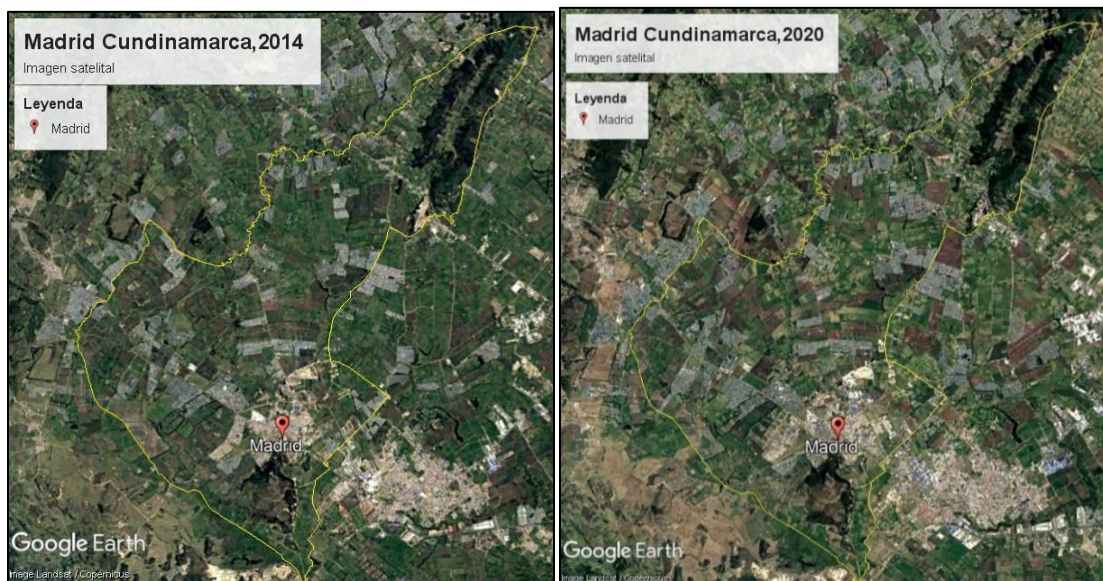 Madrid Cundinamarca,2014
Imagen satelital
Leyenda
Madrid
Madrid
Google Earth
Image Landsat / Copernicus
Madrid Cundinamarca,2020
Imagen satelital
Leyenda
Madrid
Madrid
Google Earth
Image Landsat / Copernicus